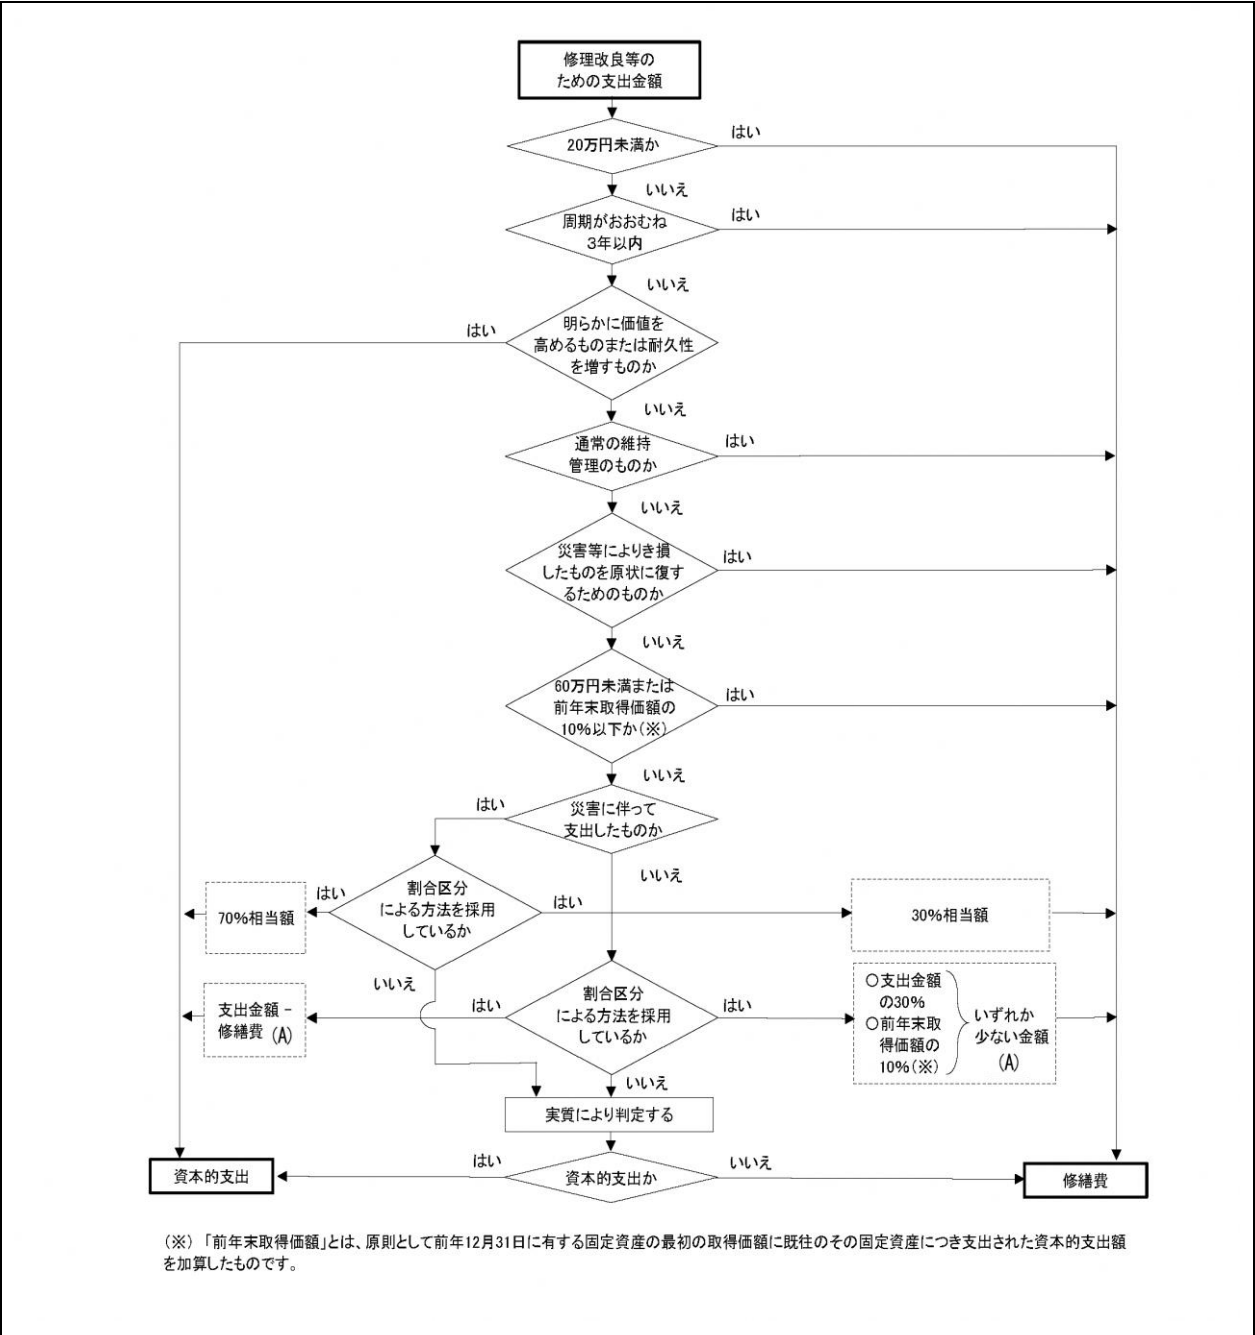 修理改良等の
ための支出金額
20万円未満か
はい
いいえ
周期がおおむね
3年以内
はい
いいえ
明らかに価値を
高めるものまたは耐久性
を増すものか
はい
いいえ
通常の維持
管理のものか
はい
いいえ
災害等によりき損
したものを原状に復す
るためのものか
はい
いいえ
60万円未満または
前年末取得価額の
10%以下か(※)
はい
いいえ
災害に伴って
支出したものか
はい
いいえ
割合区分
による方法を採用
しているか
はい
70%相当額
はい
30%相当額
いいえ
割合区分
による方法を採用
しているか
はい
支出金額 -
修繕費 (A)
はい
○支出金額
の30%
○前年末取
得価額の
10%(※)
いずれか
少ない金額
(A)
いいえ
実質により判定する
資本的支出か
はい
資本的支出
いいえ
修繕費
(※) 「前年末取得価額」とは、原則として前年12月31日に有する固定資産の最初の取得価額に既往のその固定資産につき支出された資本的支出額
を加算したものです。